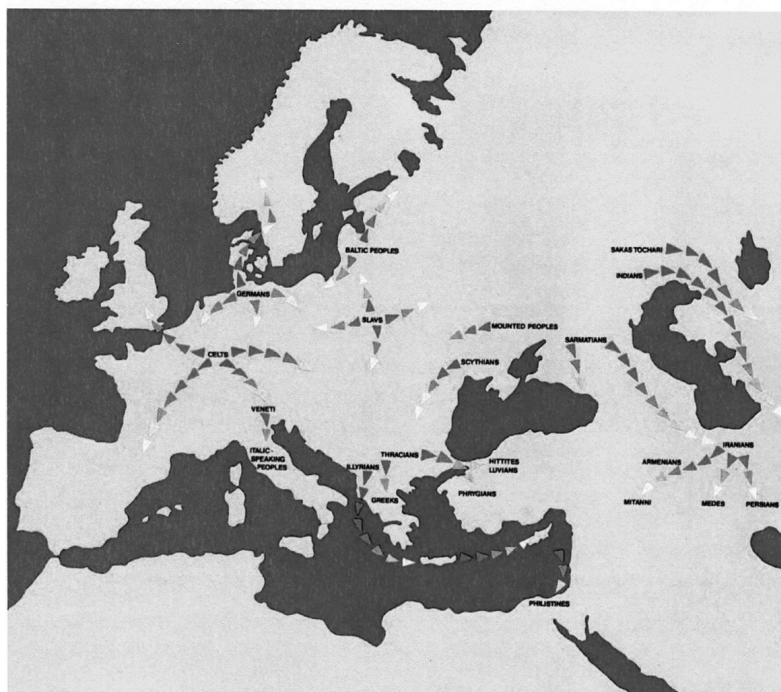 BALTIC PEOPLES
SAKAS TOCHARI
INDIANS
GERMANS
SLAVS
MOUNTED PEOPLES
SARMATIANS
CELTS
SCYTHIANS
VENETI
ITALIC-
SPEAKING
PEOPLES
ILLYRIANS
THRACIANS
HITTITES
LUVIANS
IRANIANS
ARMENIANS
GREEKS
PHRYGIANS
MITANNI
MEDES
PERSIANS
PHILISTINES